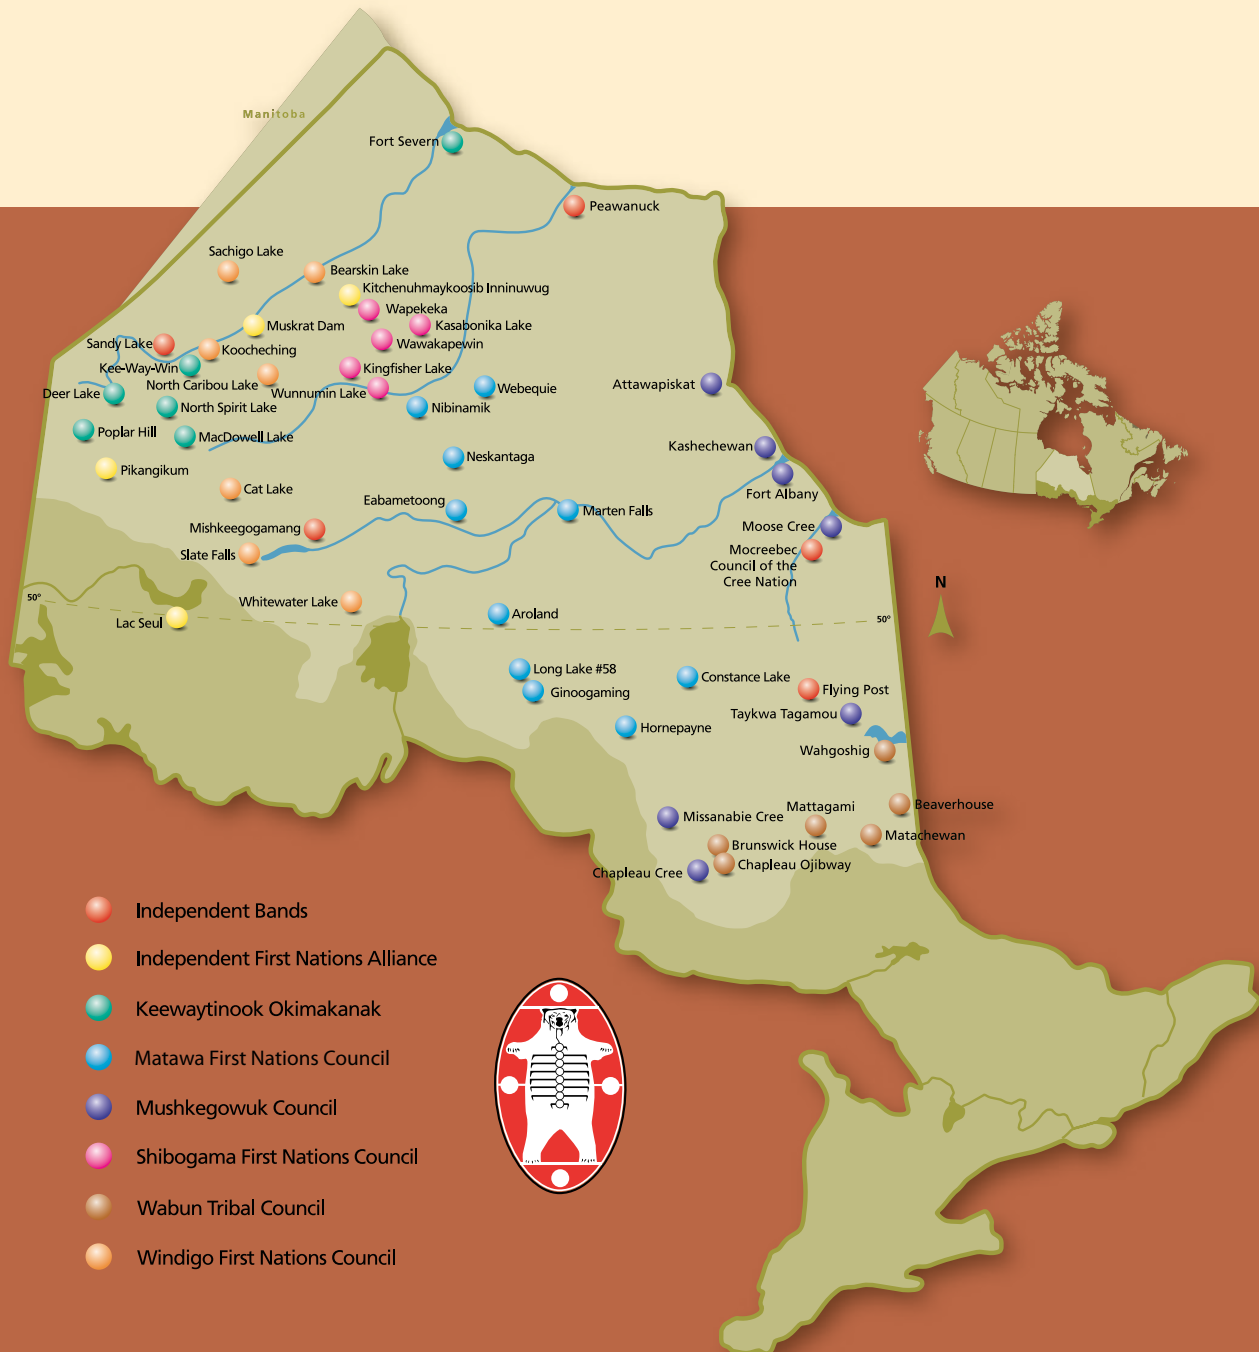 Manitoba
Fort Severn
Peawanuck
Sachigo Lake
Bearskin Lake
Kitchenuhmaykoosib Inninuwug
Wapekeka
Muskrat Dam
Kasabonika Lake
Sandy Lake
Koocheching
Wawakapewin
Kee-Way-Win
Kingfisher Lake
North Caribou Lake
Wunnumin Lake
Webequie
Attawapiskat
Deer Lake
North Spirit Lake
Nibinamik
Poplar Hill
MacDowell Lake
Kashechewan
Neskantaga
Pikangikum
Cat Lake
Fort Albany
Eabametoong
Marten Falls
Mishkeegogamang
Moose Cree
Slate Falls
Mocreebec
Council of the
Cree Nation
N
50°
Whitewater Lake
Aroland
50°
Lac Seul
Long Lake #58
Constance Lake
Ginoogaming
Flying Post
Taykwa Tagamou
Hornepayne
Wahgoshig
Mattagami
Beaverhouse
Missanabie Cree
Matachewan
Brunswick House
Chapleau Ojibway
Chapleau Cree
Independent Bands
Independent First Nations Alliance
Keewaytinook Okimakanak
Matawa First Nations Council
Mushkegowuk Council
Shibogama First Nations Council
Wabun Tribal Council
Windigo First Nations Council